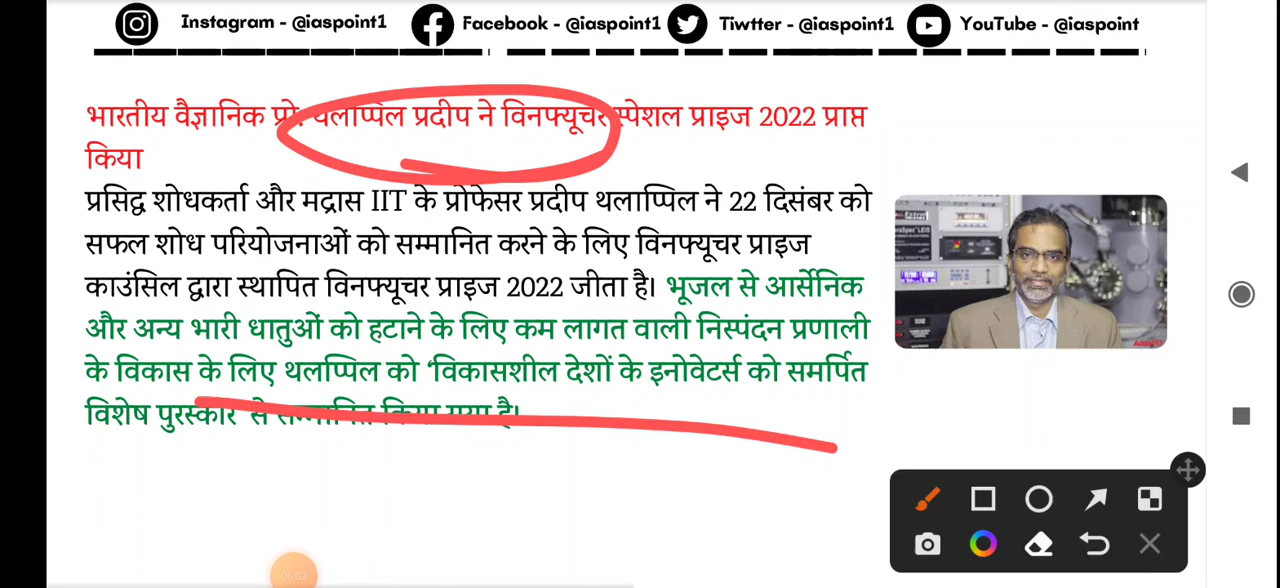 Instagram - @iaspoint1 Facebook - @iaspoint1 Tiwtter - @iaspoint1 YouTube - @iaspoint
भारतीय वैज्ञानिक प्रो. थलाप्पिल प्रदीप ने विनफ्यूचर स्पेशल प्राइज 2022 प्राप्त
किया
प्रसिद्ध शोधकर्ता और मद्रास IIT के प्रोफेसर प्रदीप थलाप्पिल ने 22 दिसंबर को
सफल शोध परियोजनाओं को सम्मानित करने के लिए विनफ्यूचर प्राइज
काउंसिल द्वारा स्थापित विनफ्यूचर प्राइज 2022 जीता है। भूजल से आर्सेनिक
और अन्य भारी धातुओं को हटाने के लिए कम लागत वाली निस्पंदन प्रणाली
के विकास के लिए थलप्पिल को ‘विकासशील देशों के इनोवेटर्स को समर्पित
विशेष पुरस्कार’ से सम्मानित किया गया है।